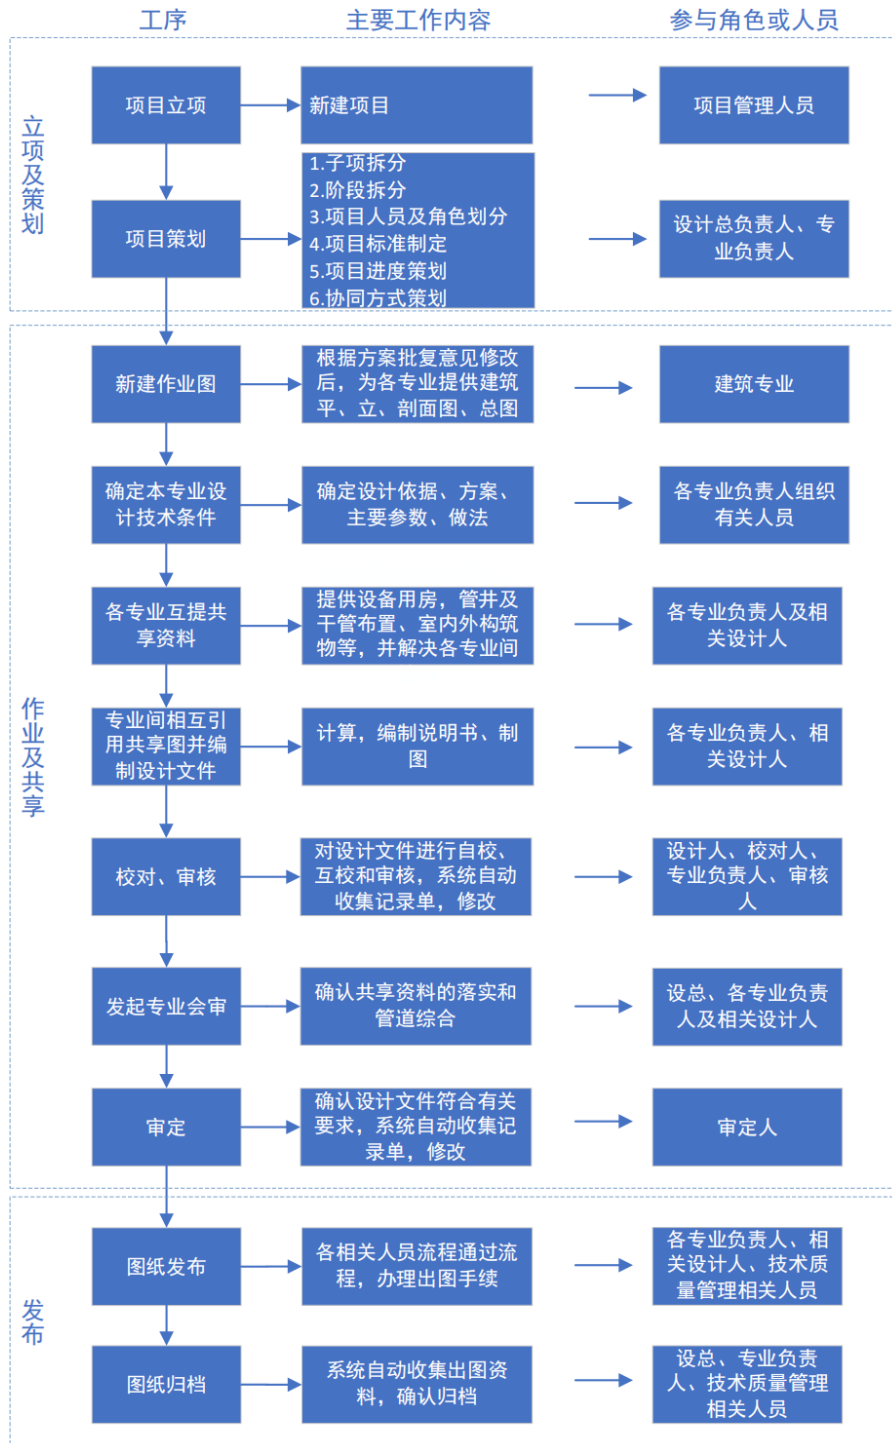 工序
主要工作内容
参与角色或人员
立项及策划
项目立项
新建项目
项目管理人员
项目策划
1.子项拆分
2.阶段拆分
3.项目人员及角色划分
4.项目标准制定
5.项目进度策划
6.协同方式策划
设计总负责人、专
业负责人
作业及共享
新建作业图
根据方案批复意见修改
后，为各专业提供建筑
平、立、剖面图、总图
建筑专业
确定本专业设
计技术条件
确定设计依据、方案、
主要参数、做法
各专业负责人组织
有关人员
各专业互提共
享资料
提供设备用房，管井及
干管布置、室内外构筑
物等，并解决各专业间
各专业负责人及相
关设计人
专业间相互引
用共享图并编
制设计文件
计算，编制说明书、制
图
各专业负责人、相
关设计人
校对、审核
对设计文件进行自校、
互校和审核，系统自动
收集记录单，修改
设计人、校对人、
专业负责人、审核
人
发起专业会审
确认共享资料的落实和
管道综合
设总、各专业负责
人及相关设计人
审定
确认设计文件符合有关
要求，系统自动收集记
录单，修改
审定人
发布
图纸发布
各相关人员流程通过流
程，办理出图手续
各专业负责人、相
关设计人、技术质
量管理相关人员
图纸归档
系统自动收集出图资
料，确认归档
设总、专业负责
人、技术质量管理
相关人员